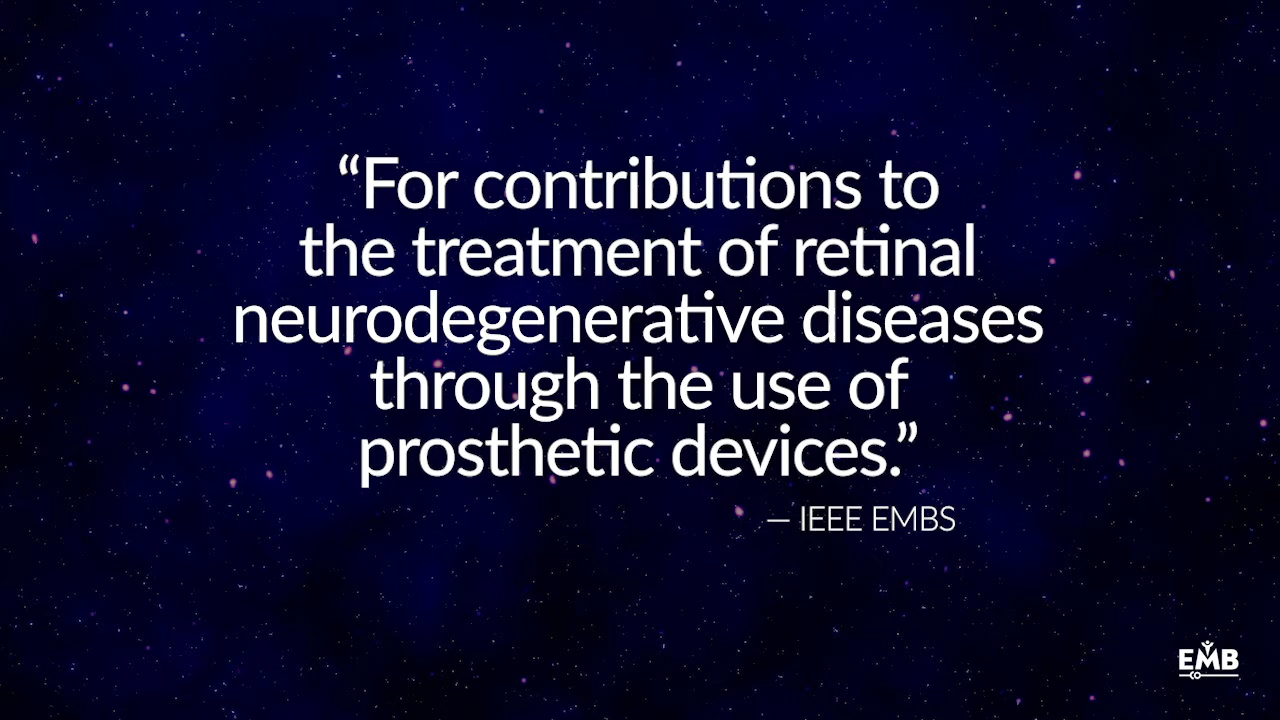 “For contributions to
the treatment of retinal
neurodegenerative diseases
through the use of
prosthetic devices.”
— IEEE EMBS
EMB